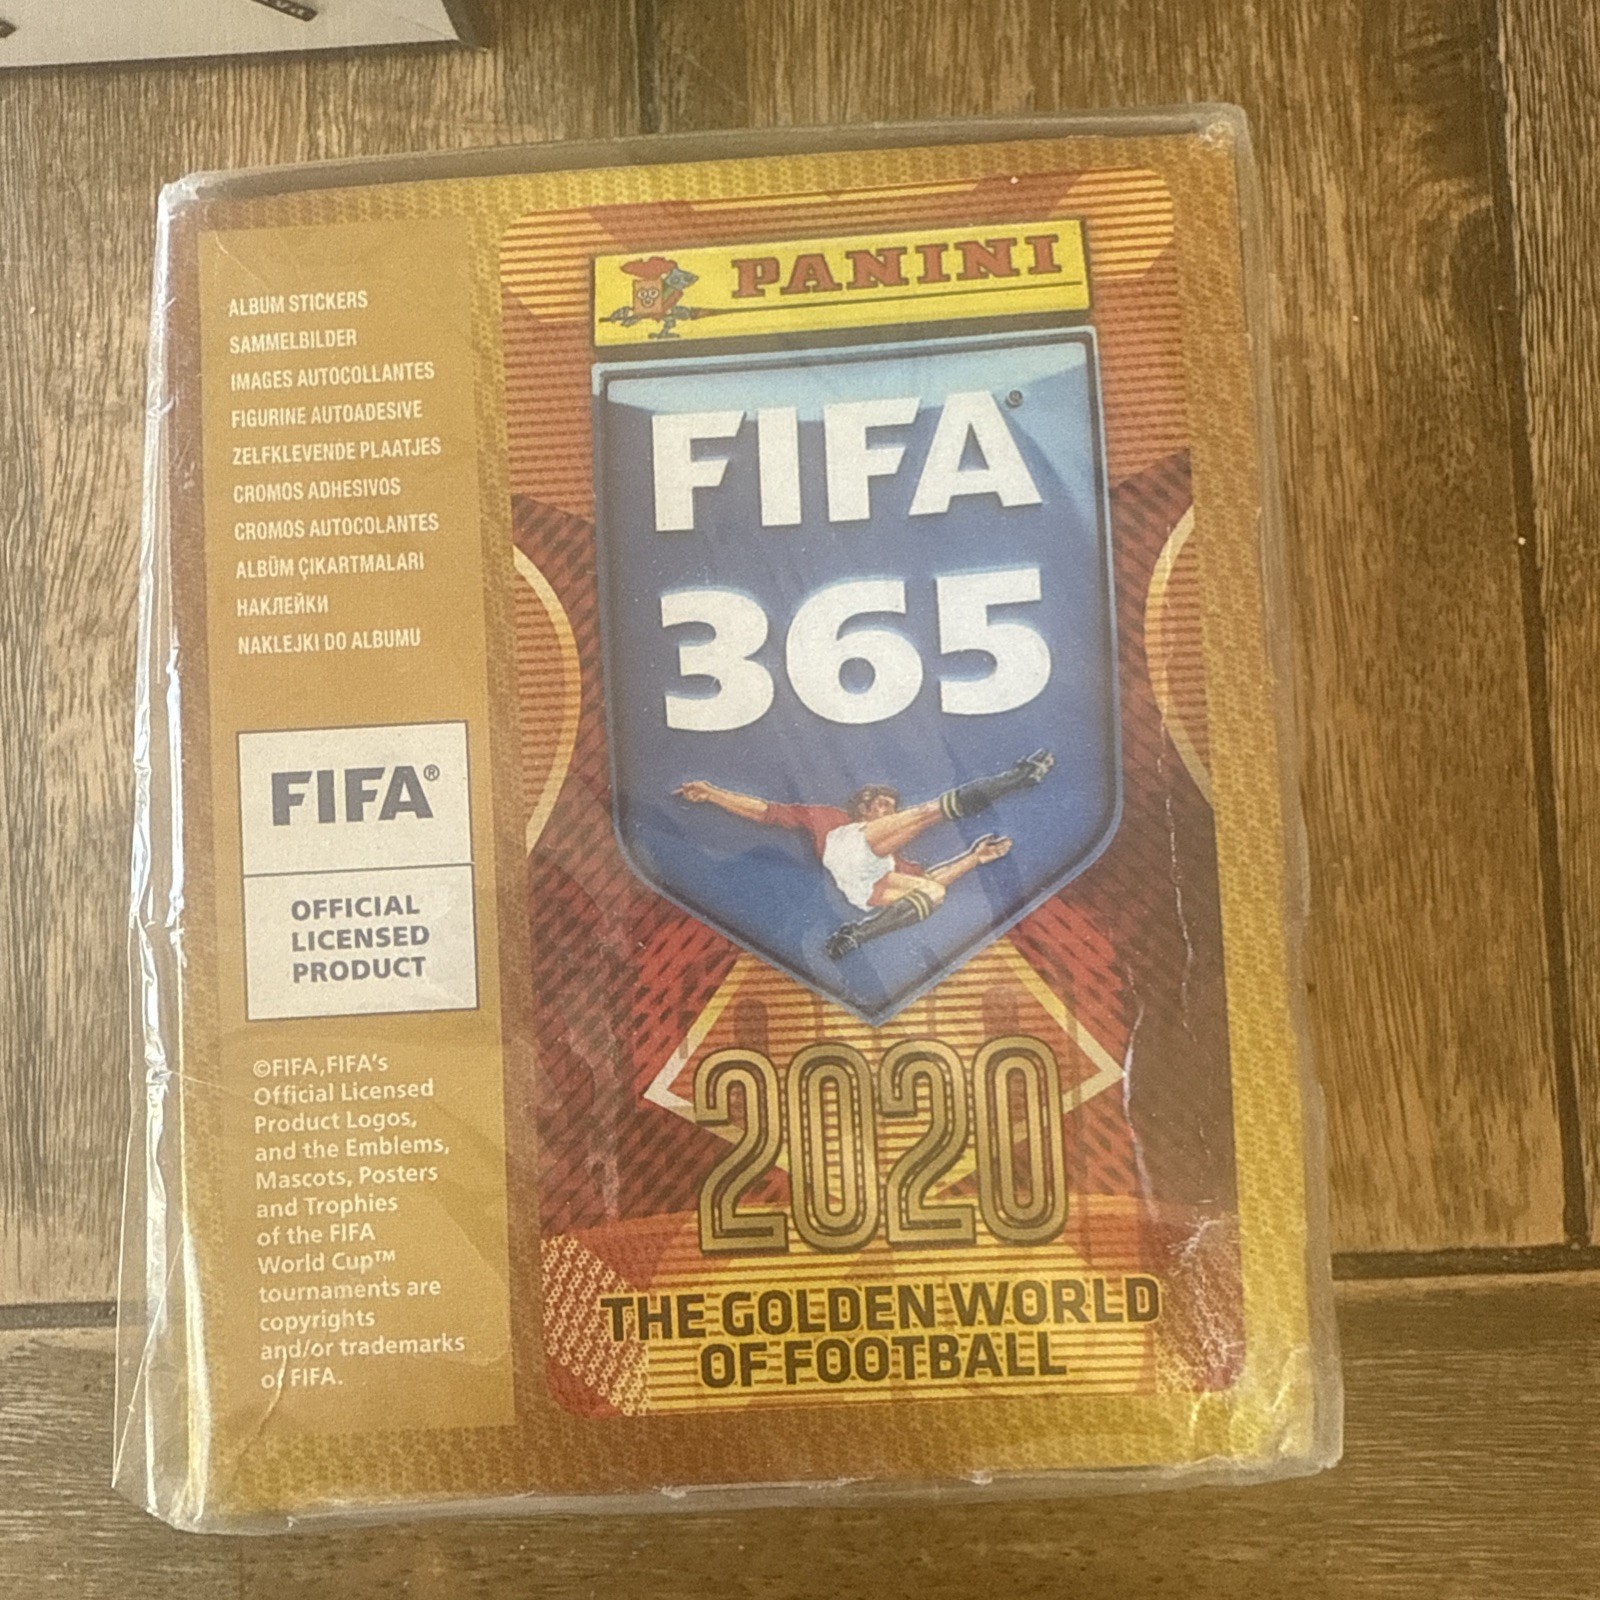 ALBUM STICKERS
SAMMELBILDER
IMAGES AUTOCOLLANTES
FIGURINE AUTOADESIVE
ZELFKLEVENDE PLAATJES
CROMOS ADHESIVOS
CROMOS AUTOCOLANTES
ALBÜM ÇIKARTMALARI
НАКЛЕЙКИ
NAKLEJKI DO ALBUMU
FIFA®
OFFICIAL
LICENSED
PRODUCT
©FIFA,FIFA's
Official Licensed
Product Logos,
and the Emblems,
Mascots, Posters
and Trophies
of the FIFA
World Cup™
tournaments are
copyrights
and/or trademarks
of FIFA.
PANINI
FIFA®
365
2020
THE GOLDEN WORLD
OF FOOTBALL